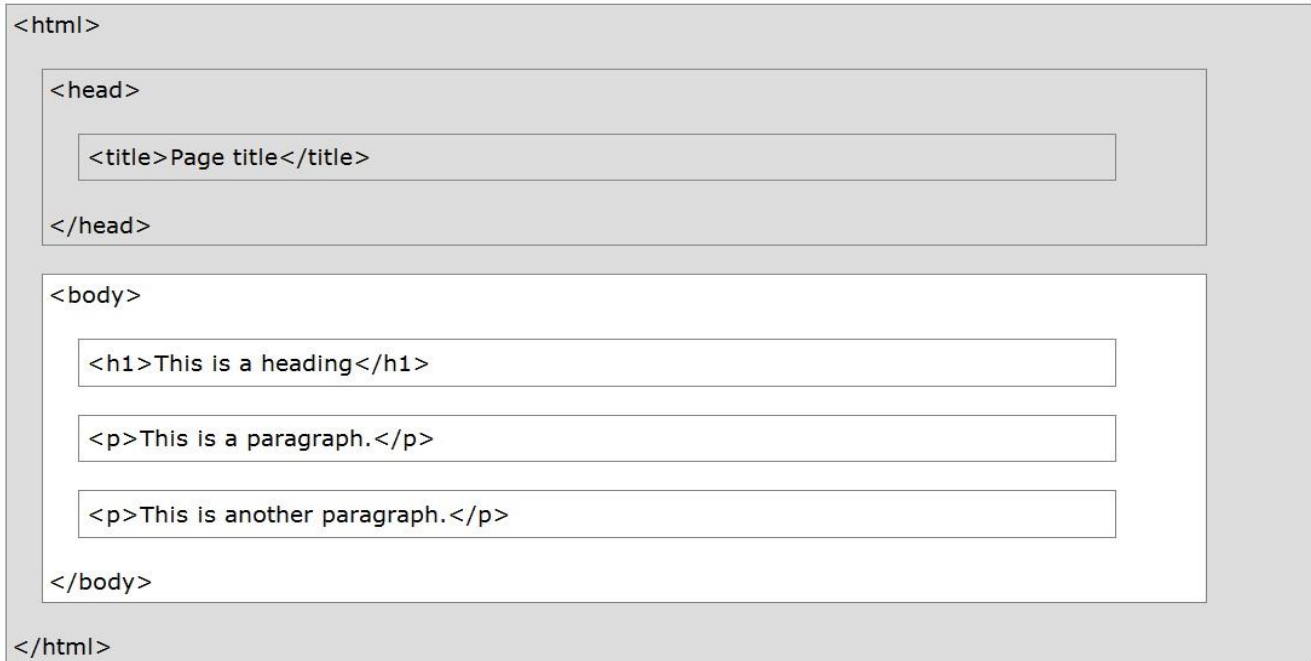 <html>
<head>
<title>Page title</title>
</head>
<body>
<h1>This is a heading</h1>
<p>This is a paragraph.</p>
<p>This is another paragraph.</p>
</body>
</html>